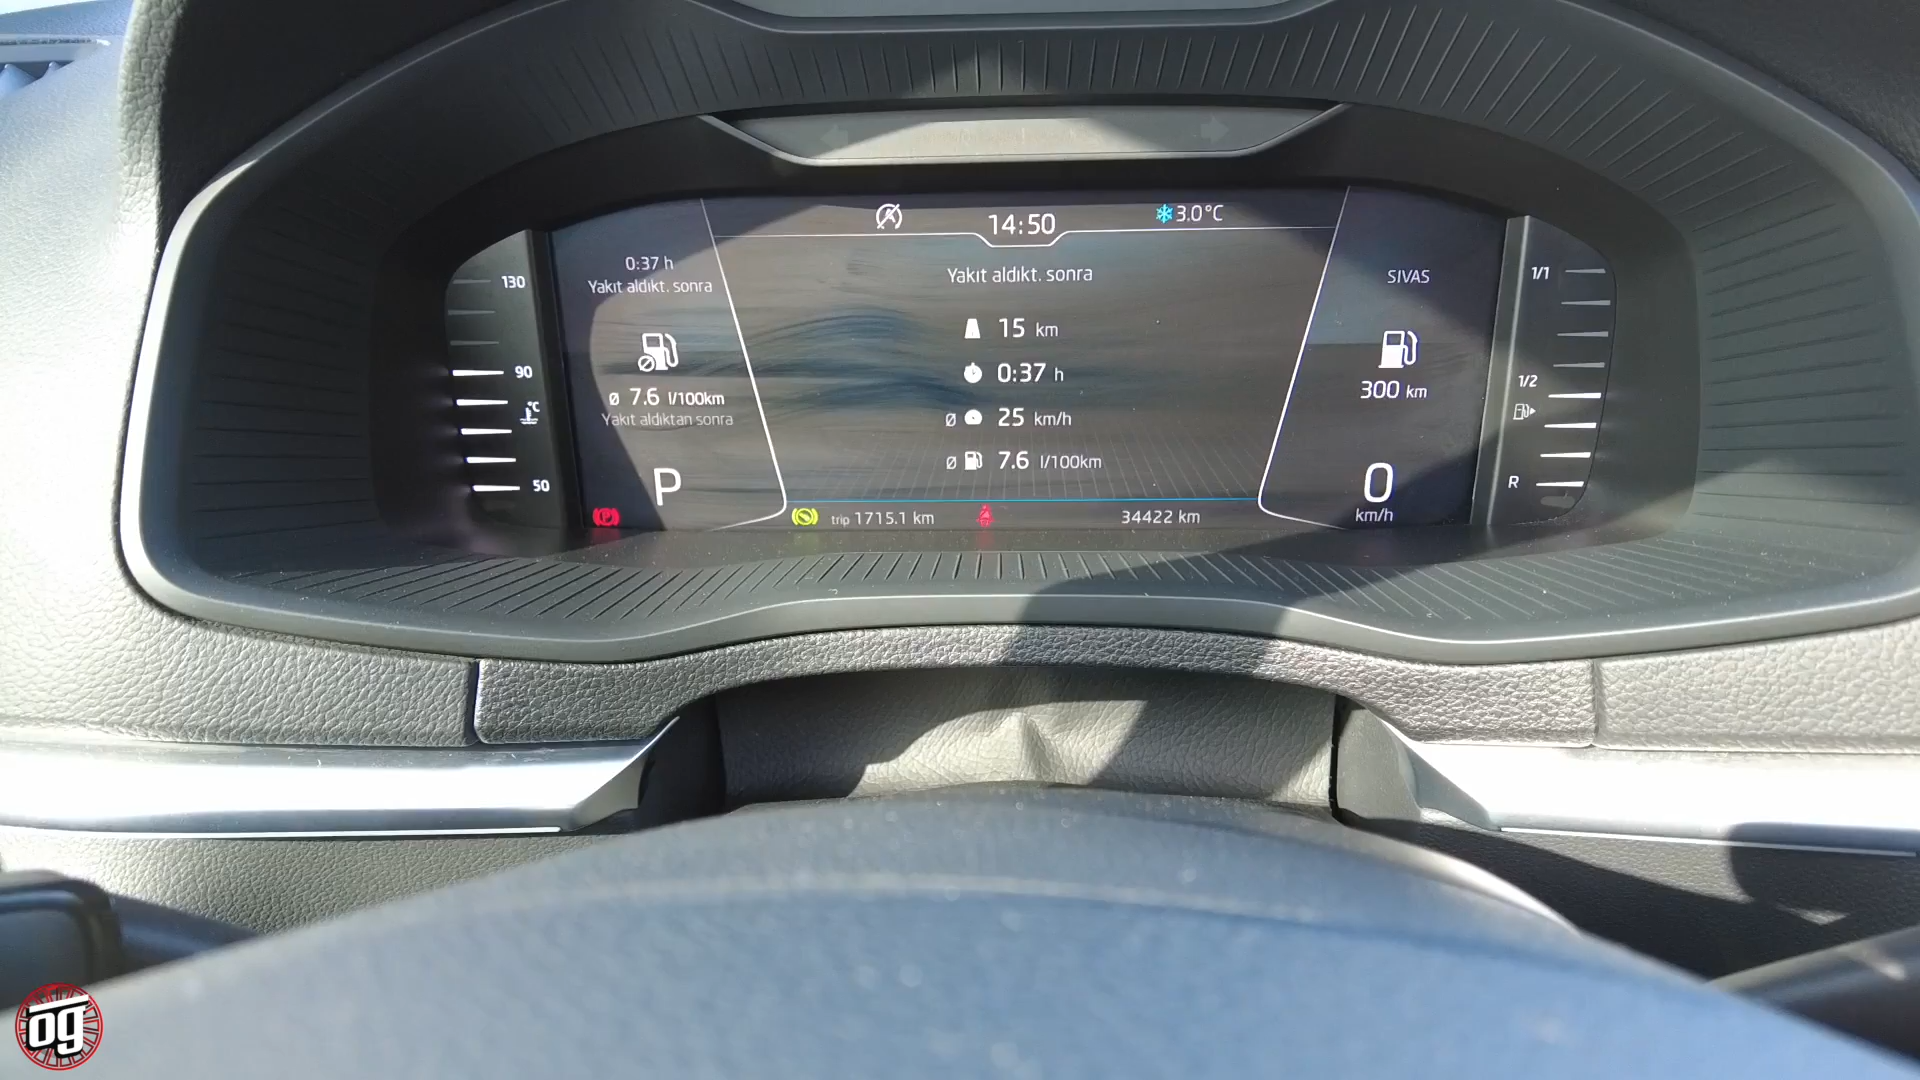 14:50
3.0°C
0:37 h
Yakıt aldıkt. sonra
ø 7.6 l/100km
Yakıt aldıktan sonra
P
130
90
°C
50
Yakıt aldıkt. sonra
15 km
0:37 h
ø 25 km/h
ø 7.6 l/100km
trip 1715.1 km
34422 km
SIVAS
300 km
0
km/h
1/1
1/2
R
ög